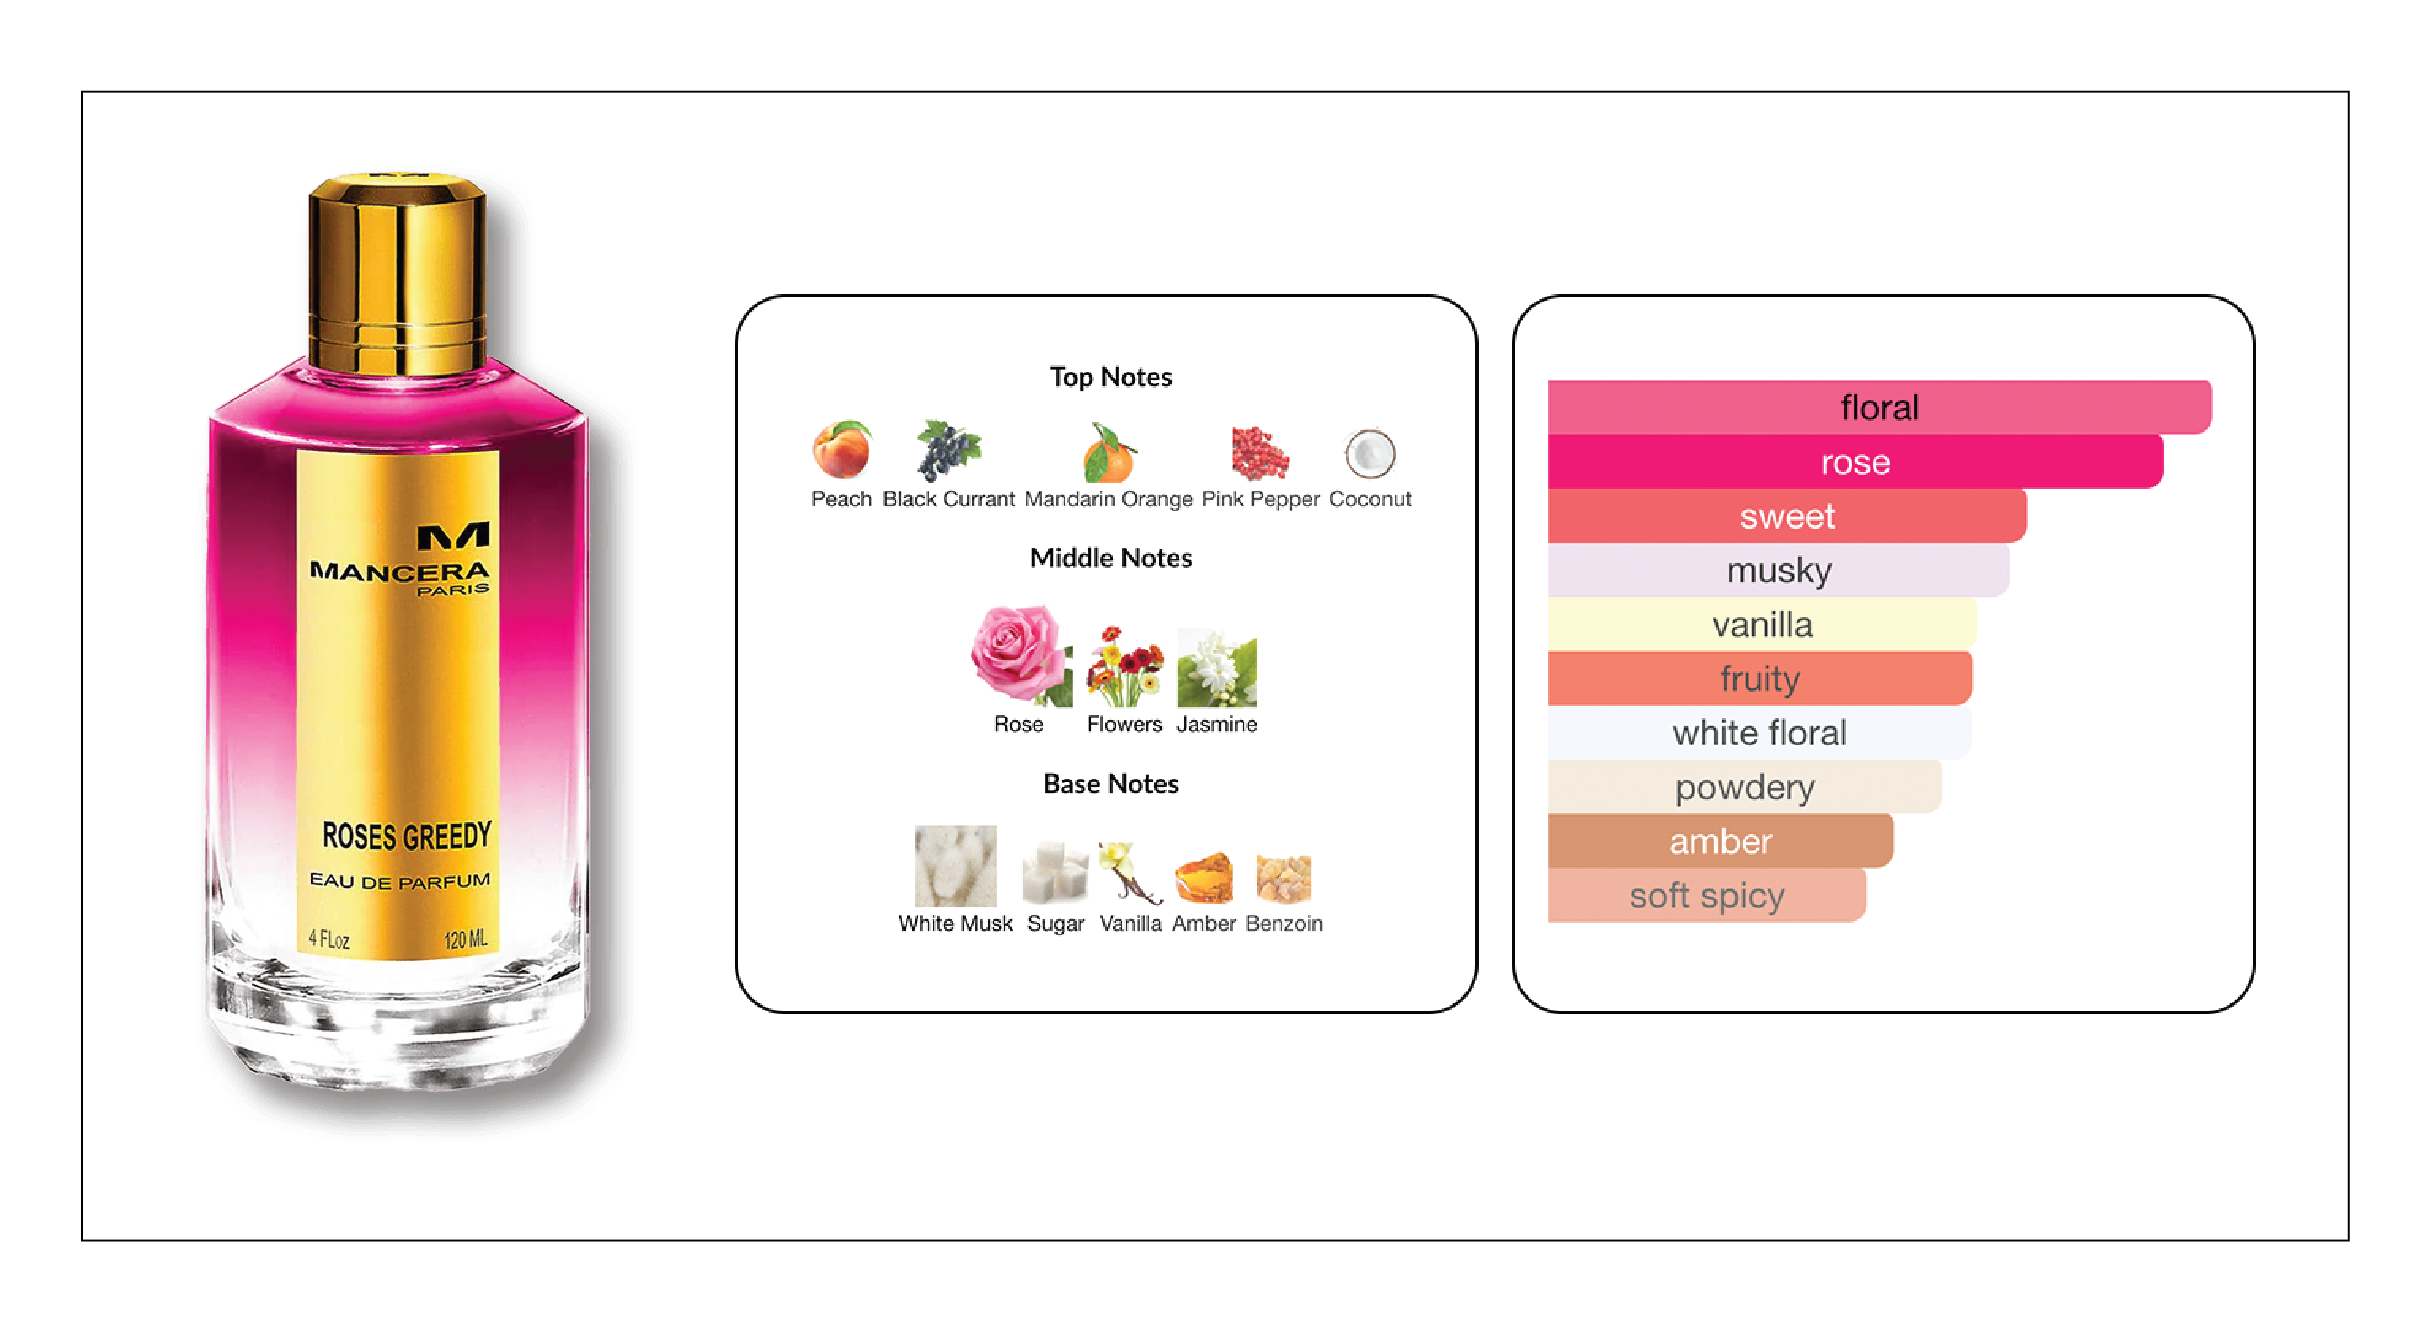 M
MANCERA
PARIS
ROSES GREEDY
EAU DE PARFUM
4 FLoz 120 ML
Top Notes
Peach Black Currant Mandarin Orange Pink Pepper Coconut
Middle Notes
Rose Flowers Jasmine
Base Notes
White Musk Sugar Vanilla Amber Benzoin
floral
rose
sweet
musky
vanilla
fruity
white floral
powdery
amber
soft spicy